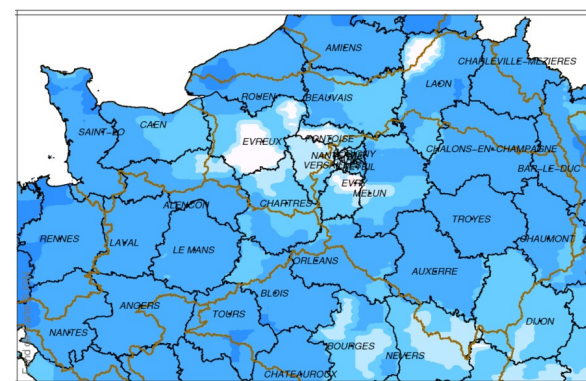 AMIENS
CHARLEVILLE-MEZIERES
LAON
ROUEN
BEAUVAIS
CAEN
SAINT-LO
EVREUX
PONTOISE
CHALONS-EN-CHAMPAGNE
BAR-LE-DUC
EVRY
MELUN
ALENCON
CHARTRES
TROYES
RENNES
LAVAL
LE MANS
CHAUMONT
ORLEANS
AUXERRE
BLOIS
ANGERS
TOURS
NANTES
DIJON
BOURGES
NEVERS
CHATEAUROUX